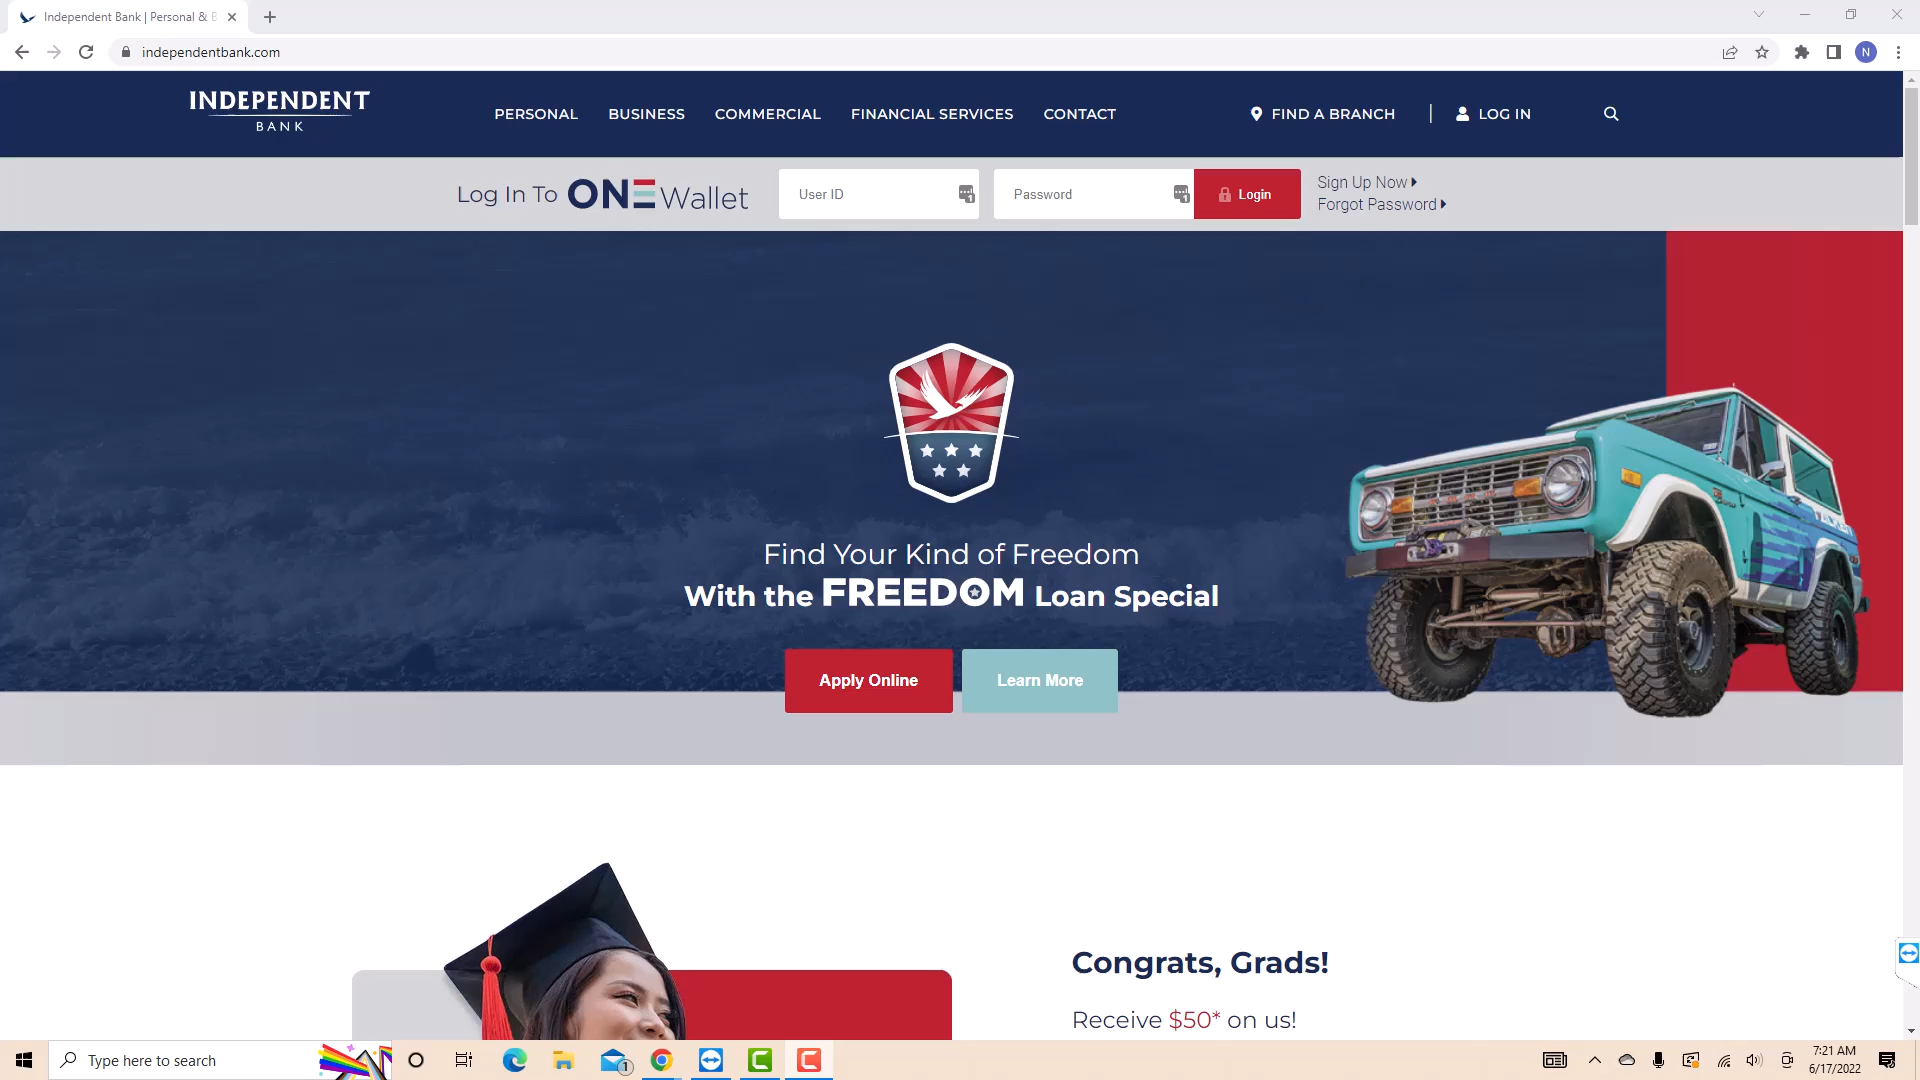 Independent Bank | Personal & B
independentbank.com
N
INDEPENDENT
BANK
PERSONAL
BUSINESS
COMMERCIAL
FINANCIAL SERVICES
CONTACT
FIND A BRANCH
LOG IN
Log In To ONE Wallet
User ID
1
Password
1
Login
Sign Up Now
Forgot Password
Find Your Kind of Freedom
With the FREEDOM Loan Special
Apply Online
Learn More
Congrats, Grads!
Receive $50* on us!
Type here to search
1
7:21 AM
6/17/2022